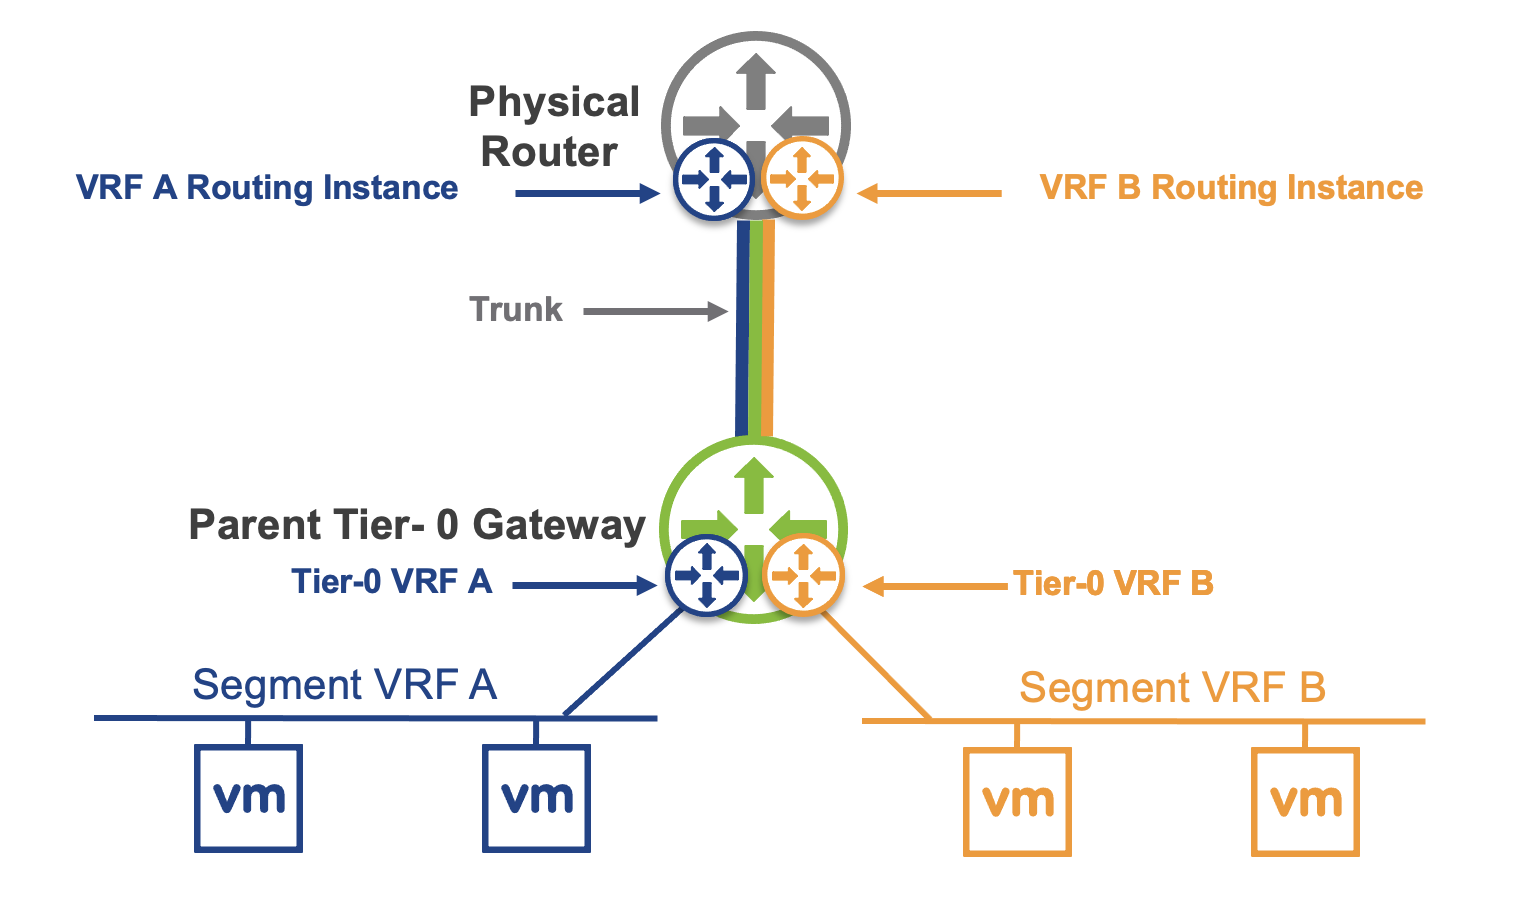 Physical
Router
VRF A Routing Instance
VRF B Routing Instance
Trunk
Parent Tier- 0 Gateway
Tier-0 VRF A
Tier-0 VRF B
Segment VRF A
Segment VRF B
vm
vm
vm
vm